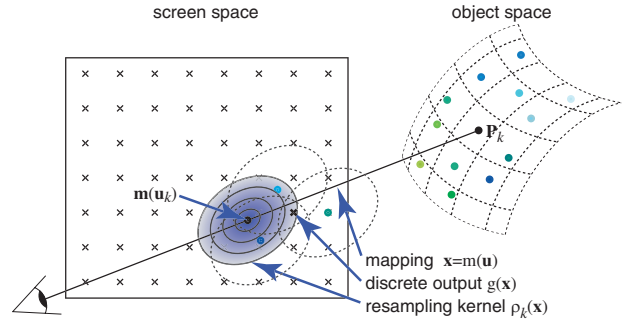 screen space
object space
P_k
m(u_k)
mapping x=m(u)
discrete output g(x)
resampling kernel ρ_k(x)